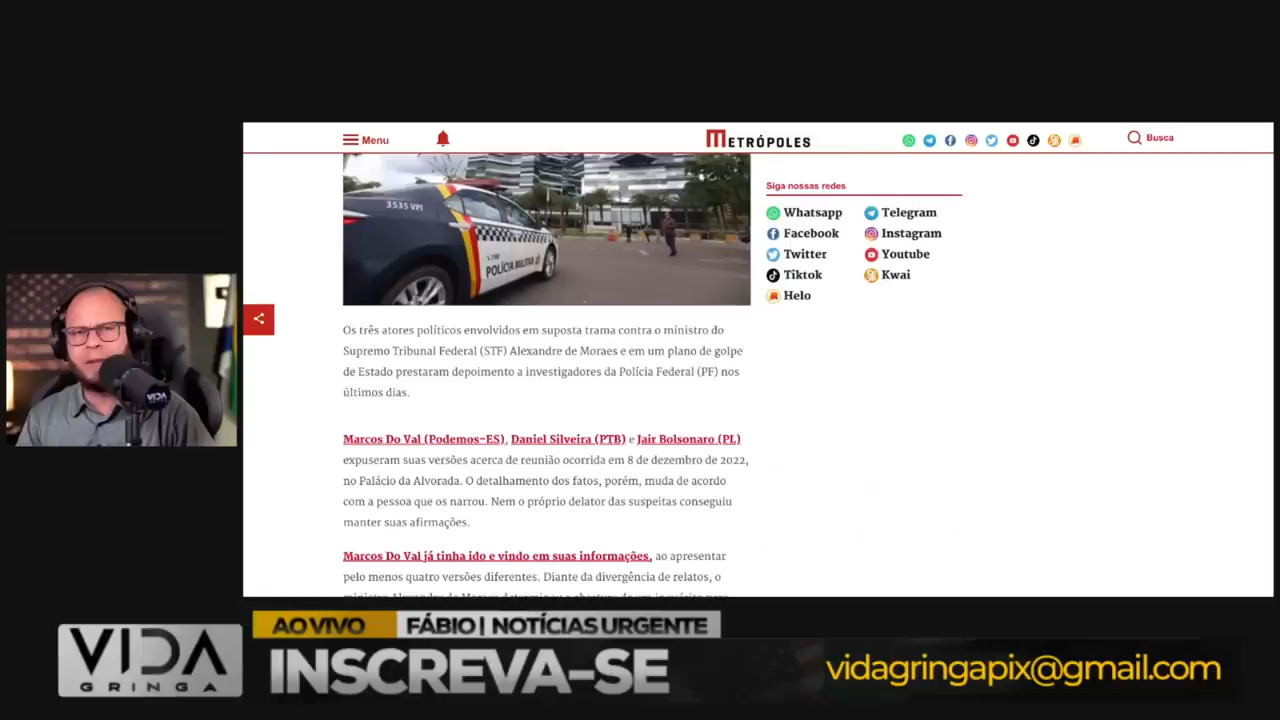 Menu
METRÓPOLES
Busca
3535 VPI
190
POLÍCIA MILITAR
Siga nossas redes
Whatsapp
Telegram
Facebook
Instagram
Twitter
Youtube
Tiktok
Kwai
Helo
Os três atores políticos envolvidos em suposta trama contra o ministro do
Supremo Tribunal Federal (STF) Alexandre de Moraes e em um plano de golpe
de Estado prestaram depoimento a investigadores da Polícia Federal (PF) nos
últimos dias.
Marcos Do Val (Podemos-ES), Daniel Silveira (PTB) e Jair Bolsonaro (PL)
expuseram suas versões acerca de reunião ocorrida em 8 de dezembro de 2022,
no Palácio da Alvorada. O detalhamento dos fatos, porém, muda de acordo
com a pessoa que os narrou. Nem o próprio delator das suspeitas conseguiu
manter suas afirmações.
Marcos Do Val já tinha ido e vindo em suas informações, ao apresentar
pelo menos quatro versões diferentes. Diante da divergência de relatos, o
VIDA
AO VIVO
FÁBIO | NOTÍCIAS URGENTE
VIDA
GRINGA
INSCREVA-SE
vidagringapix@gmail.com